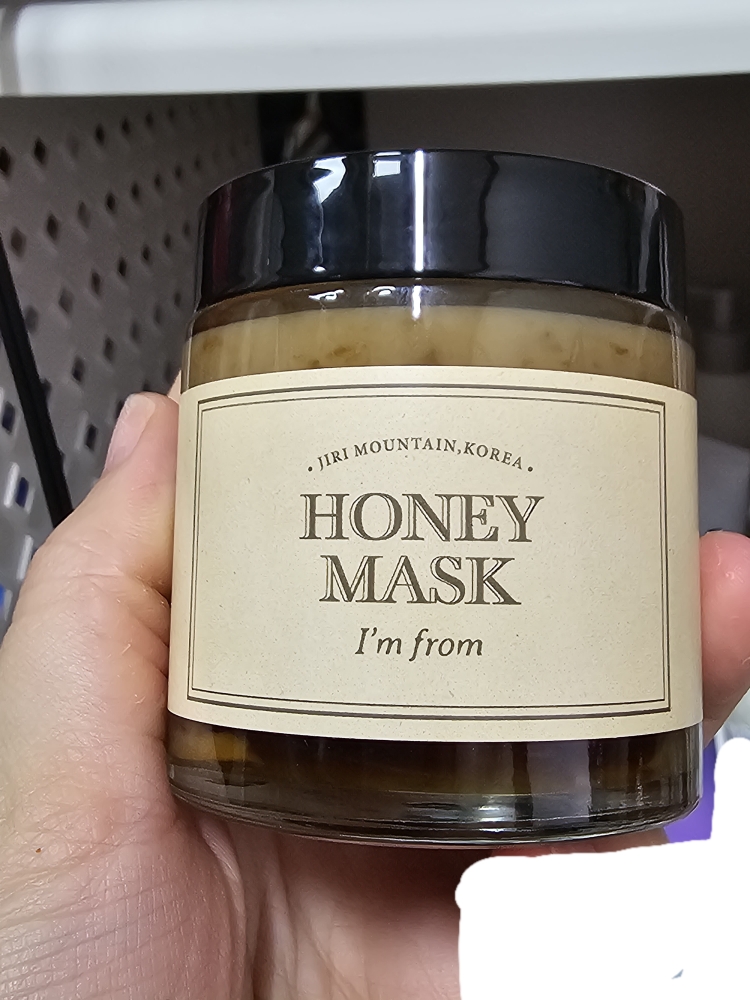 • JIRI MOUNTAIN,KOREA •
HONEY
MASK
I'm from